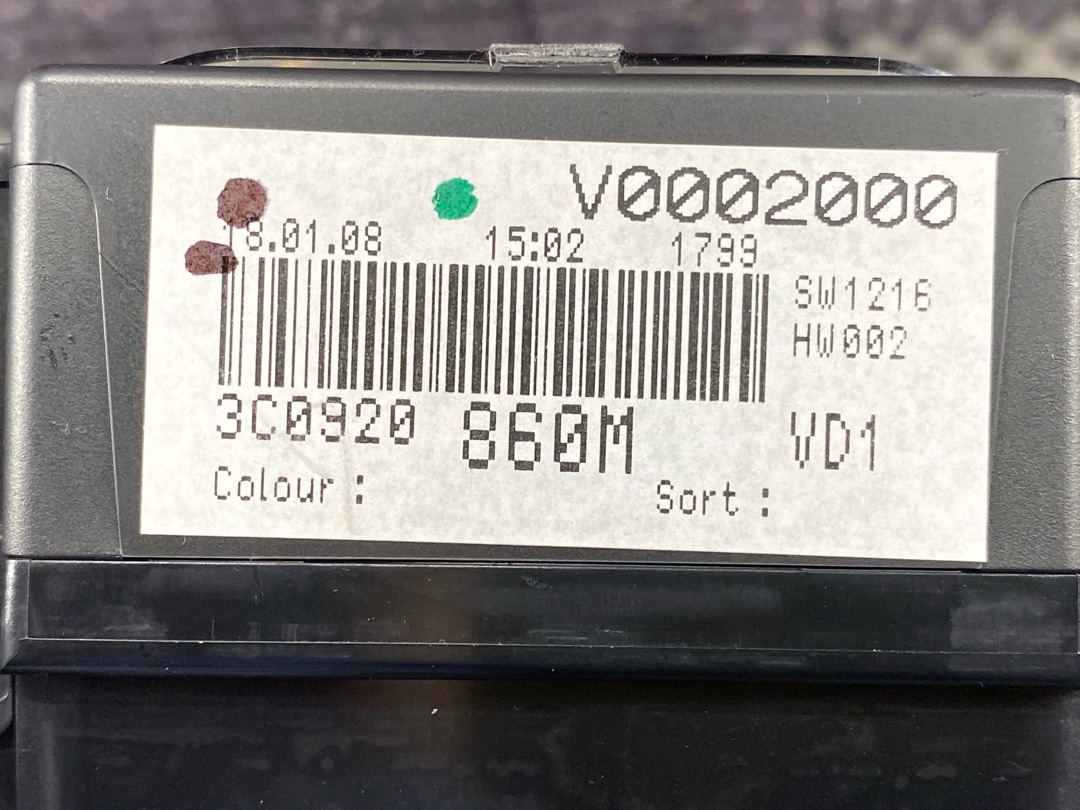 V0002000
18.01.08 15:02 1799
SW1216
HW002
3C0920 860M VD1
Colour : Sort :